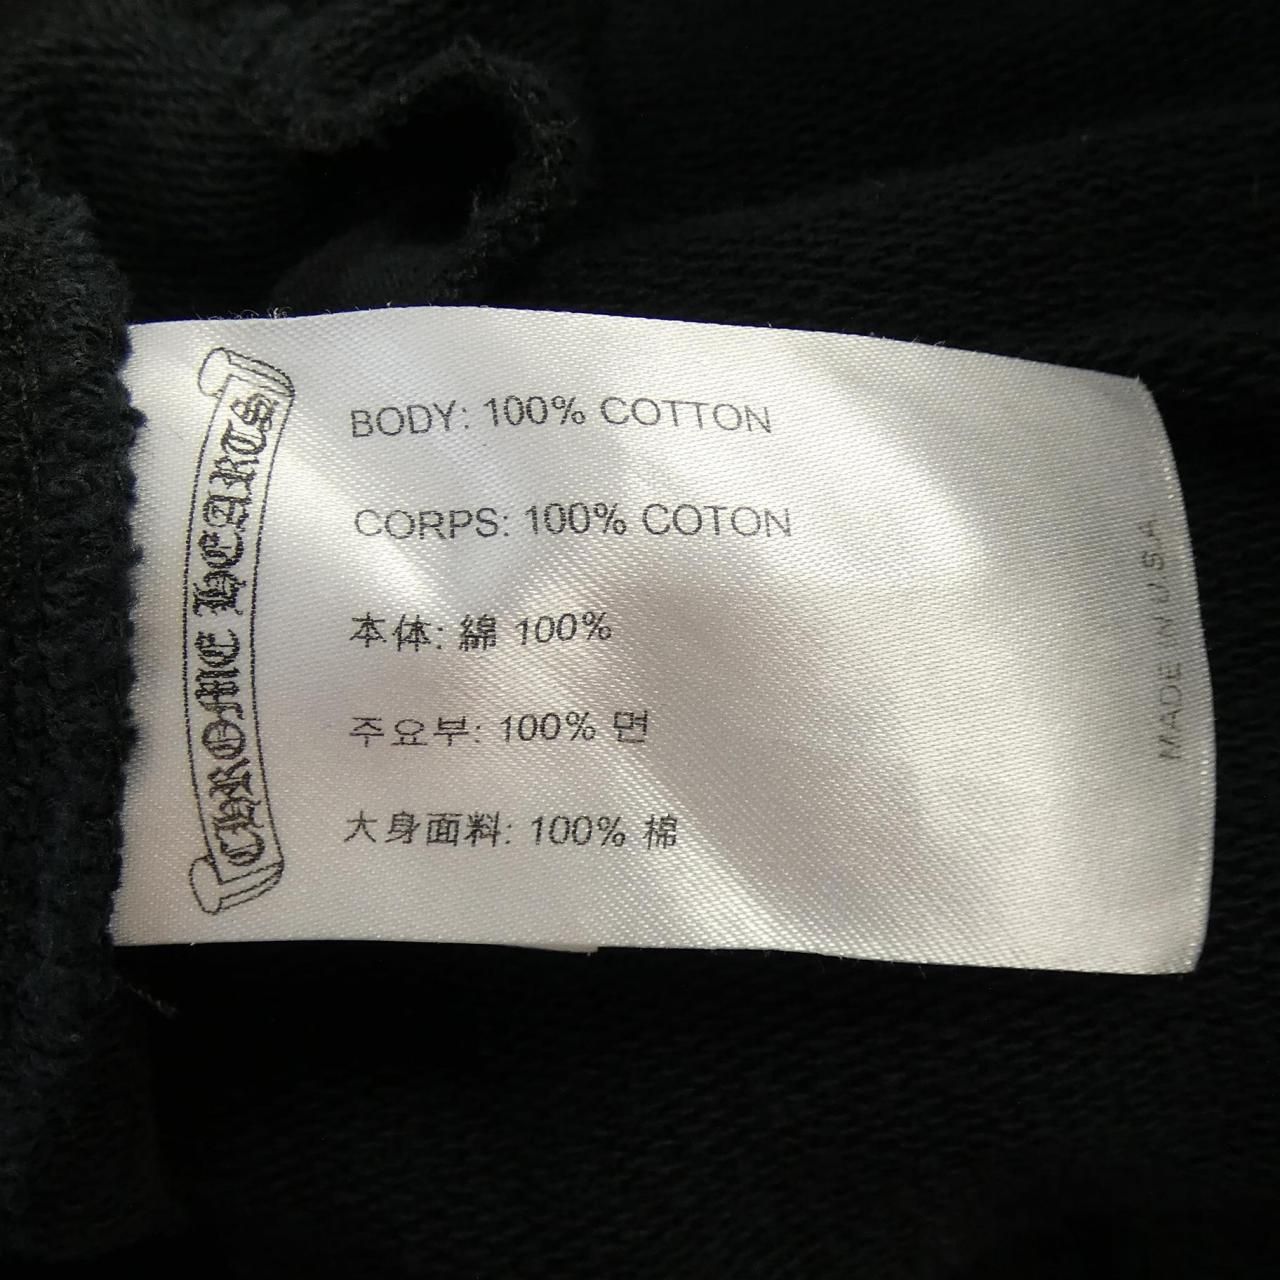 CHROME HEARTS
BODY: 100% COTTON
CORPS: 100% COTON
本体: 綿 100%
주요부: 100% 면
大身面料: 100% 棉
MADE IN USA